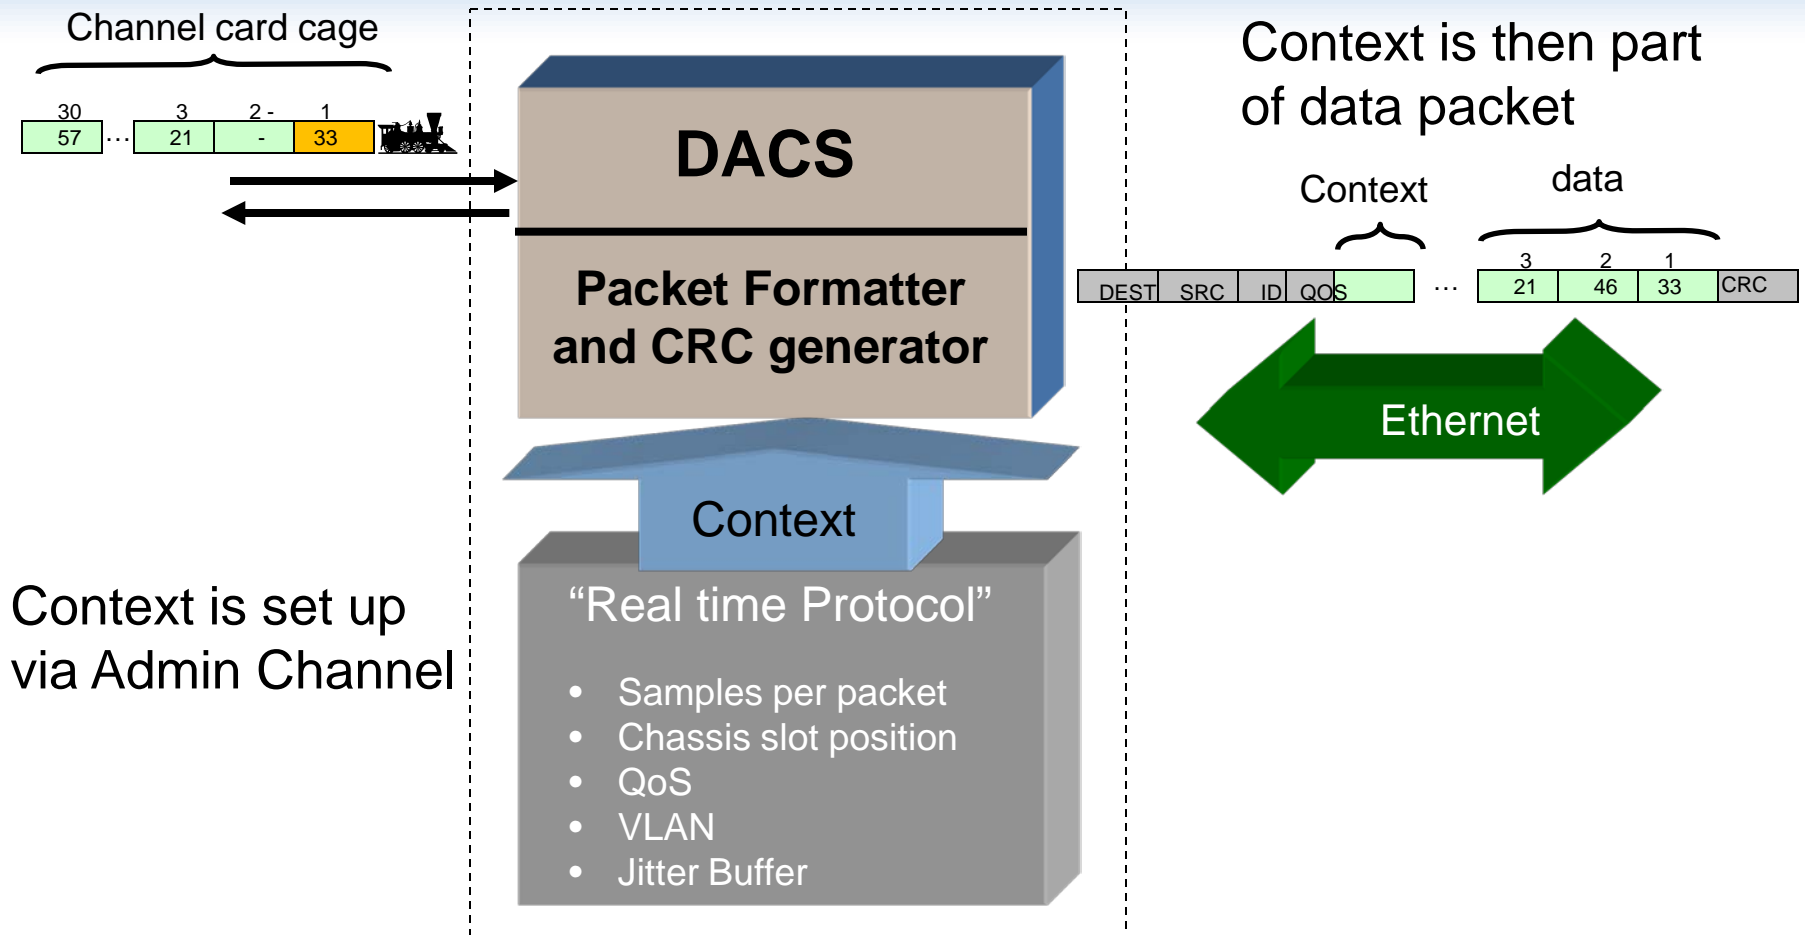 Channel card cage
30 3 2 - 1
57 ... 21 - 33
DACS
Packet Formatter
and CRC generator
Context is then part
of data packet
Context data
3 2 1
DEST SRC ID QOS ... 21 46 33 CRC
Ethernet
Context
Context is set up
via Admin Channel
“Real time Protocol”
• Samples per packet
• Chassis slot position
• QoS
• VLAN
• Jitter Buffer